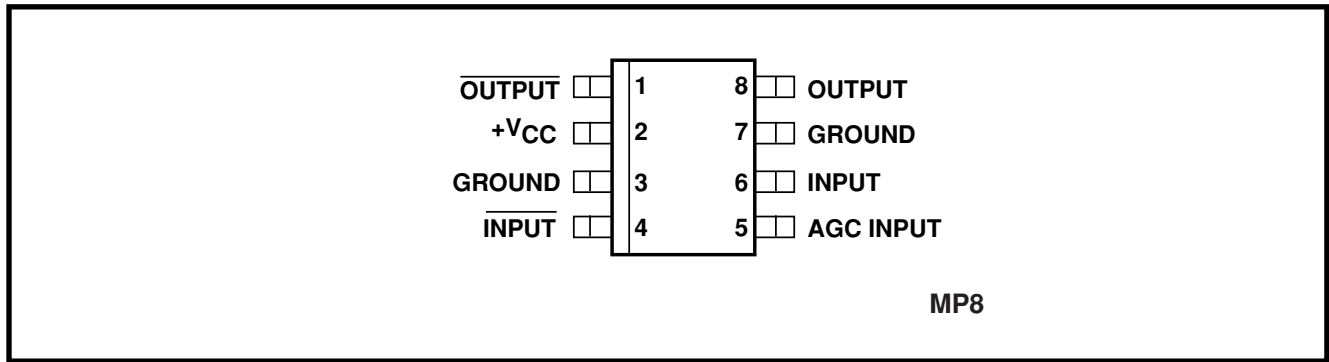 OUTPUT 1 8 OUTPUT
+VCC 2 7 GROUND
GROUND 3 6 INPUT
INPUT 4 5 AGC INPUT
MP8